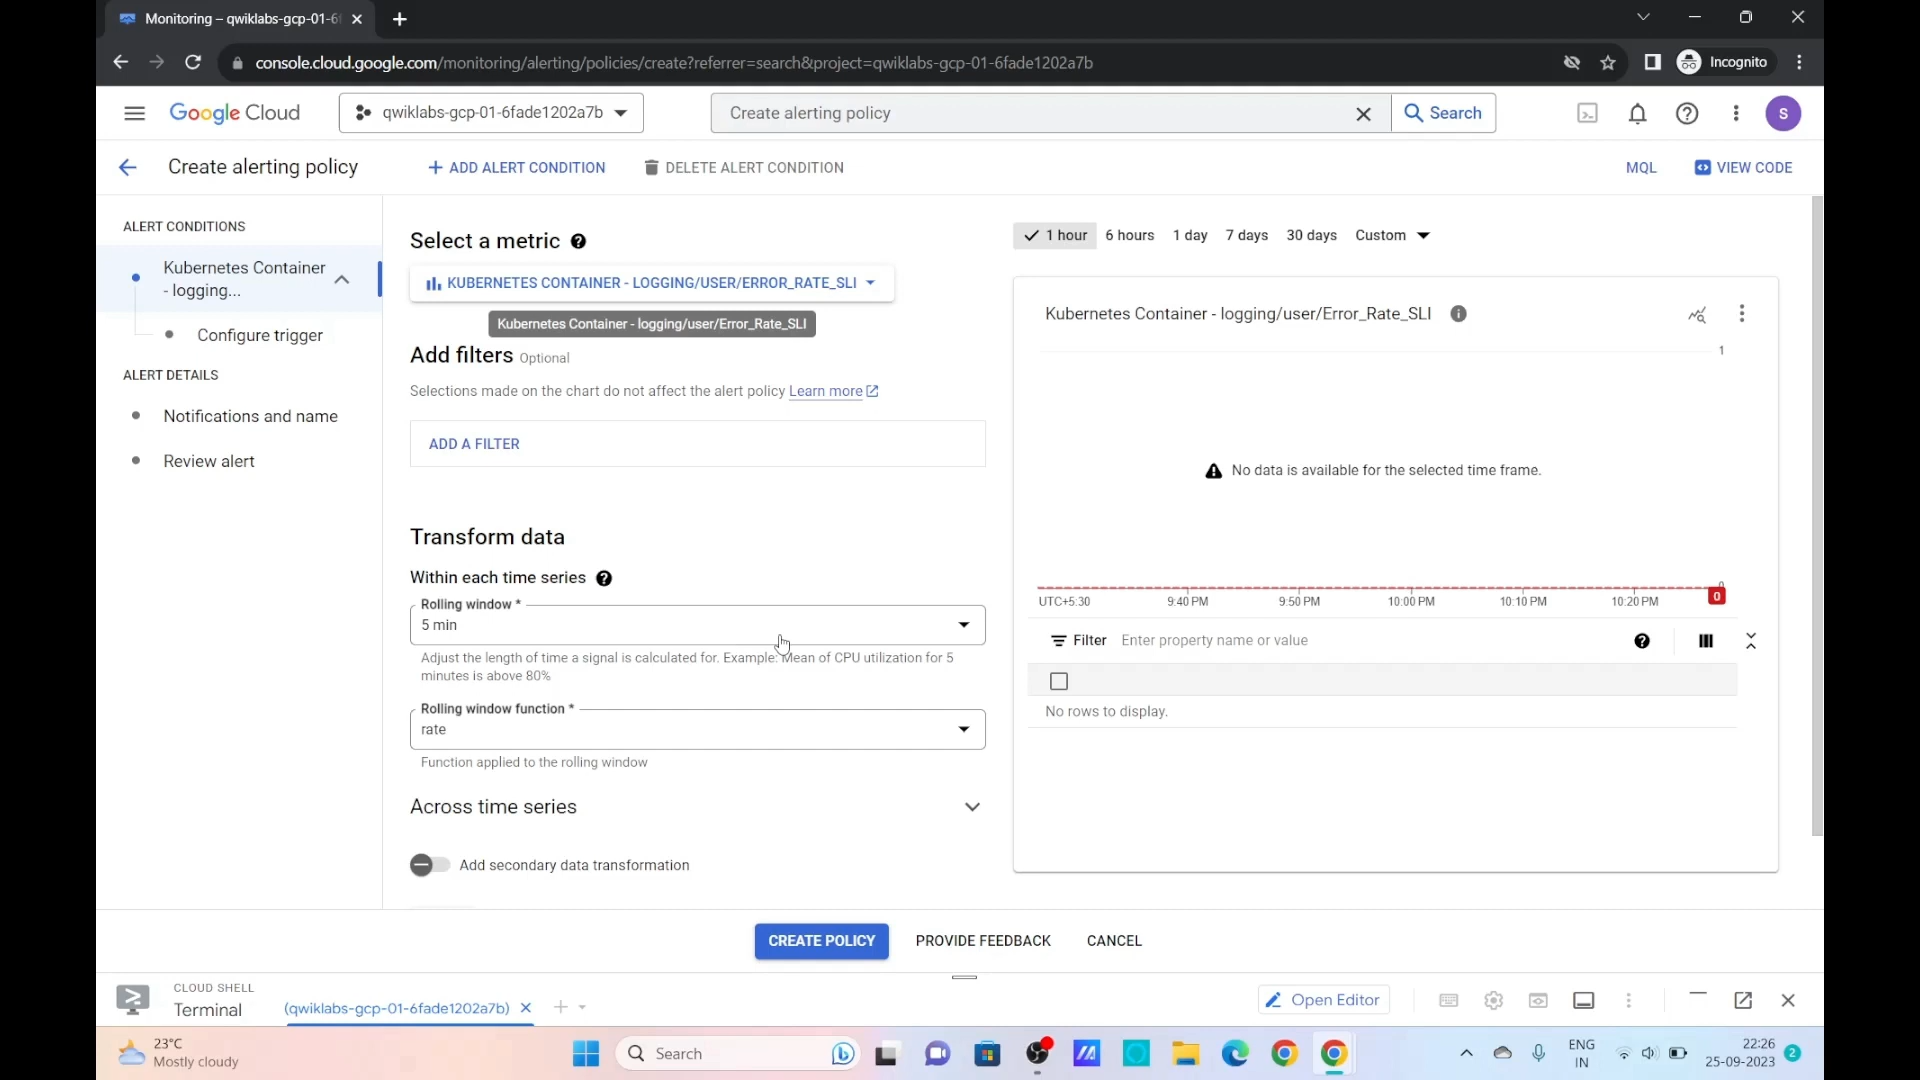 Monitoring – qwiklabs-gcp-01-6f
console.cloud.google.com/monitoring/alerting/policies/create?referrer=search&project=qwiklabs-gcp-01-6fade1202a7b
Incognito
Google Cloud
qwiklabs-gcp-01-6fade1202a7b
Create alerting policy
Search
S
Create alerting policy
ADD ALERT CONDITION
DELETE ALERT CONDITION
MQL
VIEW CODE
ALERT CONDITIONS
Kubernetes Container
- logging...
Configure trigger
ALERT DETAILS
Notifications and name
Review alert
Select a metric
KUBERNETES CONTAINER - LOGGING/USER/ERROR_RATE_SLI
Kubernetes Container - logging/user/Error_Rate_SLI
Add filters Optional
Selections made on the chart do not affect the alert policy Learn more
ADD A FILTER
Transform data
Within each time series
Rolling window *
5 min
Adjust the length of time a signal is calculated for. Example: Mean of CPU utilization for 5
minutes is above 80%
Rolling window function *
rate
Function applied to the rolling window
Across time series
Add secondary data transformation
1 hour 6 hours 1 day 7 days 30 days Custom
Kubernetes Container - logging/user/Error_Rate_SLI
1
No data is available for the selected time frame.
0
UTC+5:30 9:40 PM 9:50 PM 10:00 PM 10:10 PM 10:20 PM
0
Filter Enter property name or value
No rows to display.
CREATE POLICY
PROVIDE FEEDBACK
CANCEL
CLOUD SHELL
Terminal
(qwiklabs-gcp-01-6fade1202a7b)
Open Editor
23°C
Mostly cloudy
Search
ENG
IN
22:26
25-09-2023
2